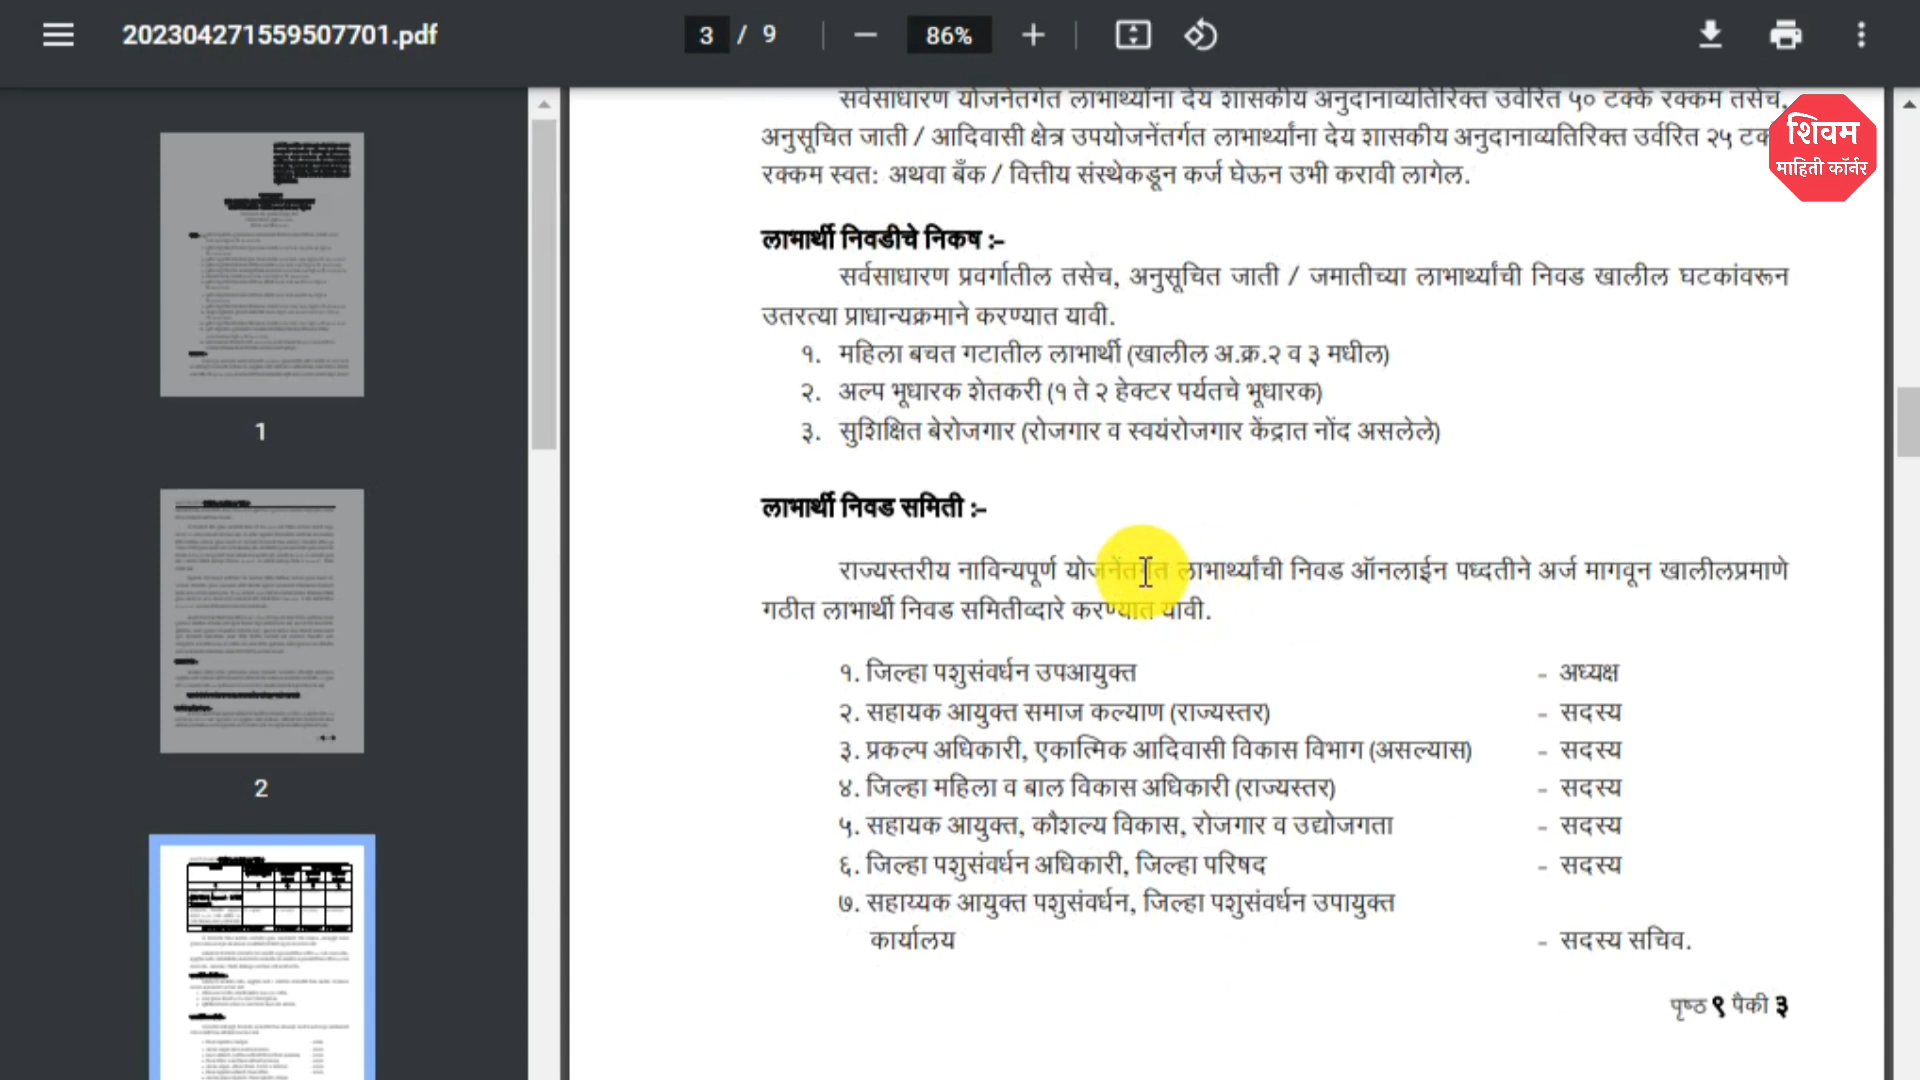 202304271559507701.pdf
3 / 9
86%
सर्वसाधारण योजनेंतर्गत लाभार्थ्यांना देय शासकीय अनुदानाव्यतिरिक्त उर्वरित ५० टक्के रक्कम तसेच,
अनुसूचित जाती / आदिवासी क्षेत्र उपयोजनेंतर्गत लाभार्थ्यांना देय शासकीय अनुदानाव्यतिरिक्त उर्वरित २५
रक्कम स्वत: अथवा बँक / वित्तीय संस्थेकडून कर्ज घेऊन उभी करावी लागेल.
शिवम
माहिती कॉर्नर
लाभार्थी निवडीचे निकष :-
सर्वसाधारण प्रवर्गातील तसेच, अनुसूचित जाती / जमातीच्या लाभार्थ्यांची निवड खालील घटकांवरून
उतरत्या प्राधान्यक्रमाने करण्यात यावी.
१. महिला बचत गटातील लाभार्थी (खालील अ.क्र.२ व ३ मधील)
२. अल्प भूधारक शेतकरी (१ ते २ हेक्टर पर्यतचे भूधारक)
३. सुशिक्षित बेरोजगार (रोजगार व स्वयंरोजगार केंद्रात नोंद असलेले)
लाभार्थी निवड समिती :-
राज्यस्तरीय नाविन्यपूर्ण योजनेंतर्गत लाभार्थ्यांची निवड ऑनलाईन पध्दतीने अर्ज मागवून खालीलप्रमाणे
गठीत लाभार्थी निवड समितीव्दारे करण्यात यावी.
१. जिल्हा पशुसंवर्धन उपआयुक्त - अध्यक्ष
२. सहायक आयुक्त समाज कल्याण (राज्यस्तर) - सदस्य
३. प्रकल्प अधिकारी, एकात्मिक आदिवासी विकास विभाग (असल्यास) - सदस्य
४. जिल्हा महिला व बाल विकास अधिकारी (राज्यस्तर) - सदस्य
५. सहायक आयुक्त, कौशल्य विकास, रोजगार व उद्योजगता - सदस्य
६. जिल्हा पशुसंवर्धन अधिकारी, जिल्हा परिषद - सदस्य
७. सहाय्यक आयुक्त पशुसंवर्धन, जिल्हा पशुसंवर्धन उपायुक्त
कार्यालय - सदस्य सचिव.
पृष्ठ ९ पैकी ३
1
2